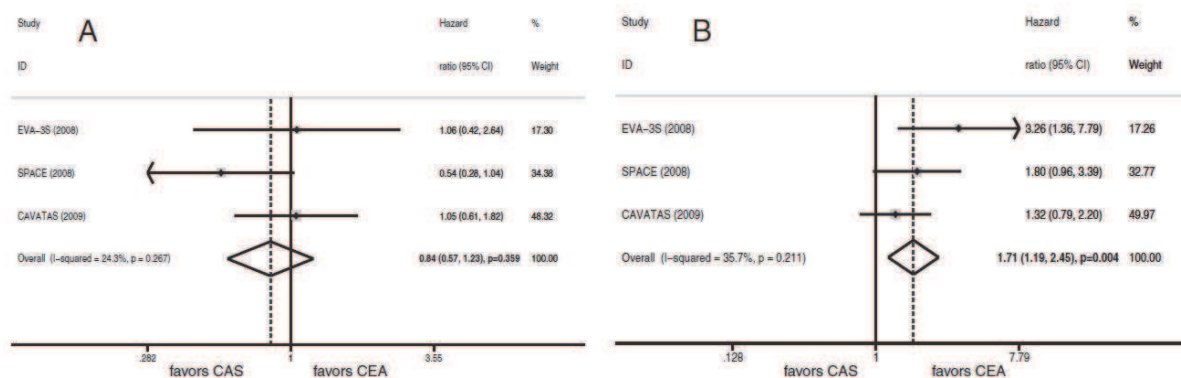 Study A Hazard %
ID ratio (95% CI) Weight
EVA-3S (2008) 1.06 (0.42, 2.64) 17.30
SPACE (2008) 0.54 (0.28, 1.04) 34.38
CAVATAS (2009) 1.05 (0.61, 1.82) 48.32
Overall (I-squared = 24.3%, p = 0.267) 0.84 (0.57, 1.23), p=0.359 100.00
.282 1 3.55
favors CAS favors CEA
Study B Hazard %
ID ratio (95% CI) Weight
EVA-3S (2008) 3.26 (1.36, 7.79) 17.26
SPACE (2008) 1.80 (0.96, 3.39) 32.77
CAVATAS (2009) 1.32 (0.79, 2.20) 49.97
Overall (I-squared = 35.7%, p = 0.211) 1.71 (1.19, 2.45), p=0.004 100.00
.128 1 7.79
favors CAS favors CEA